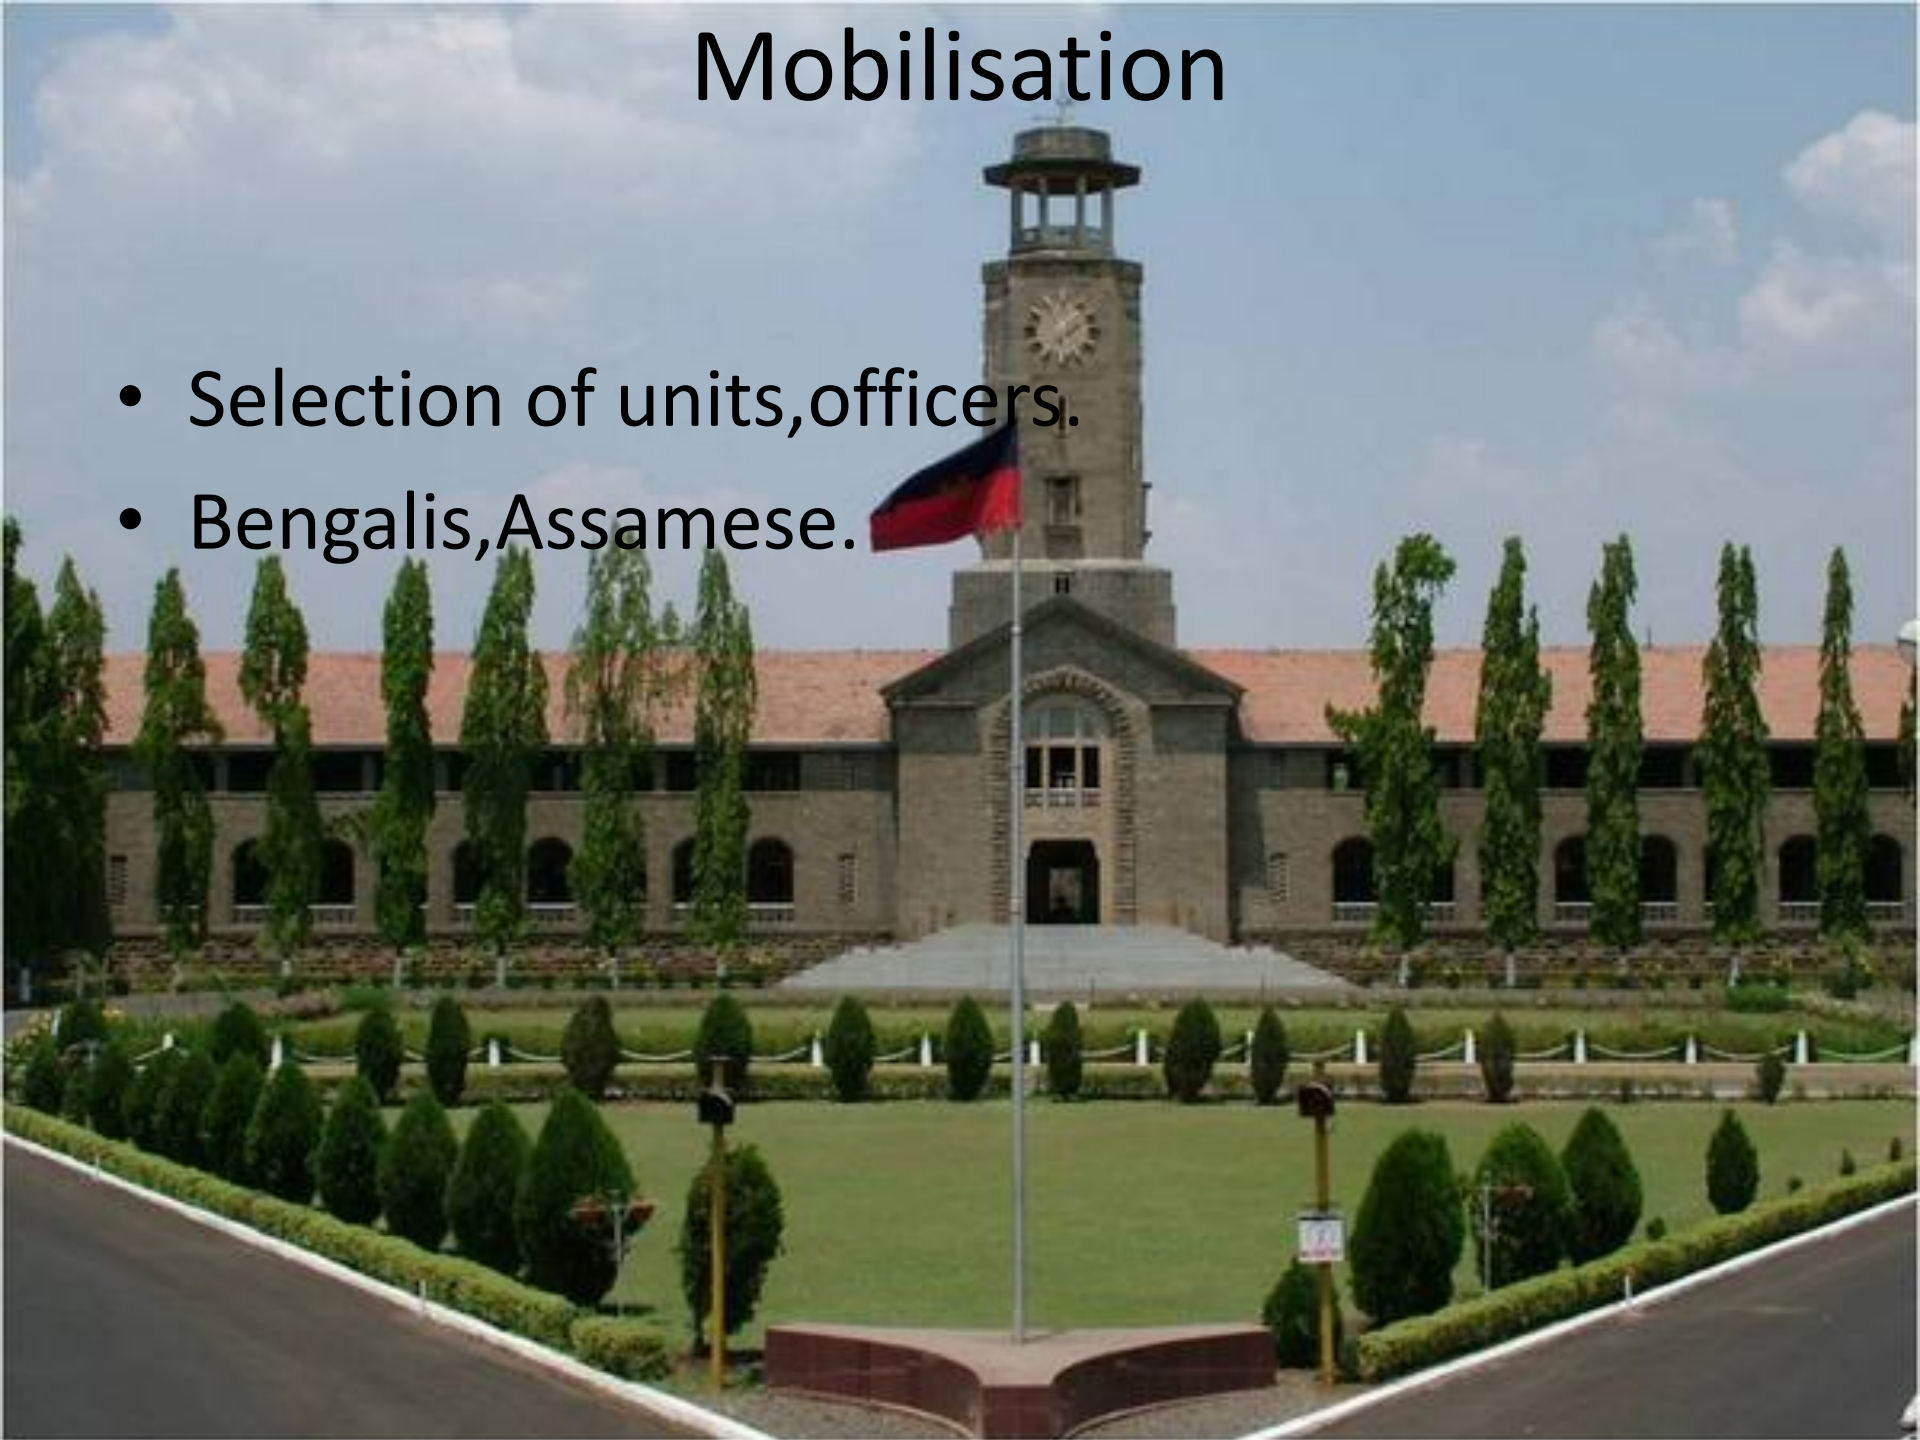 Mobilisation
• Selection of units,officers.
• Bengalis,Assamese.